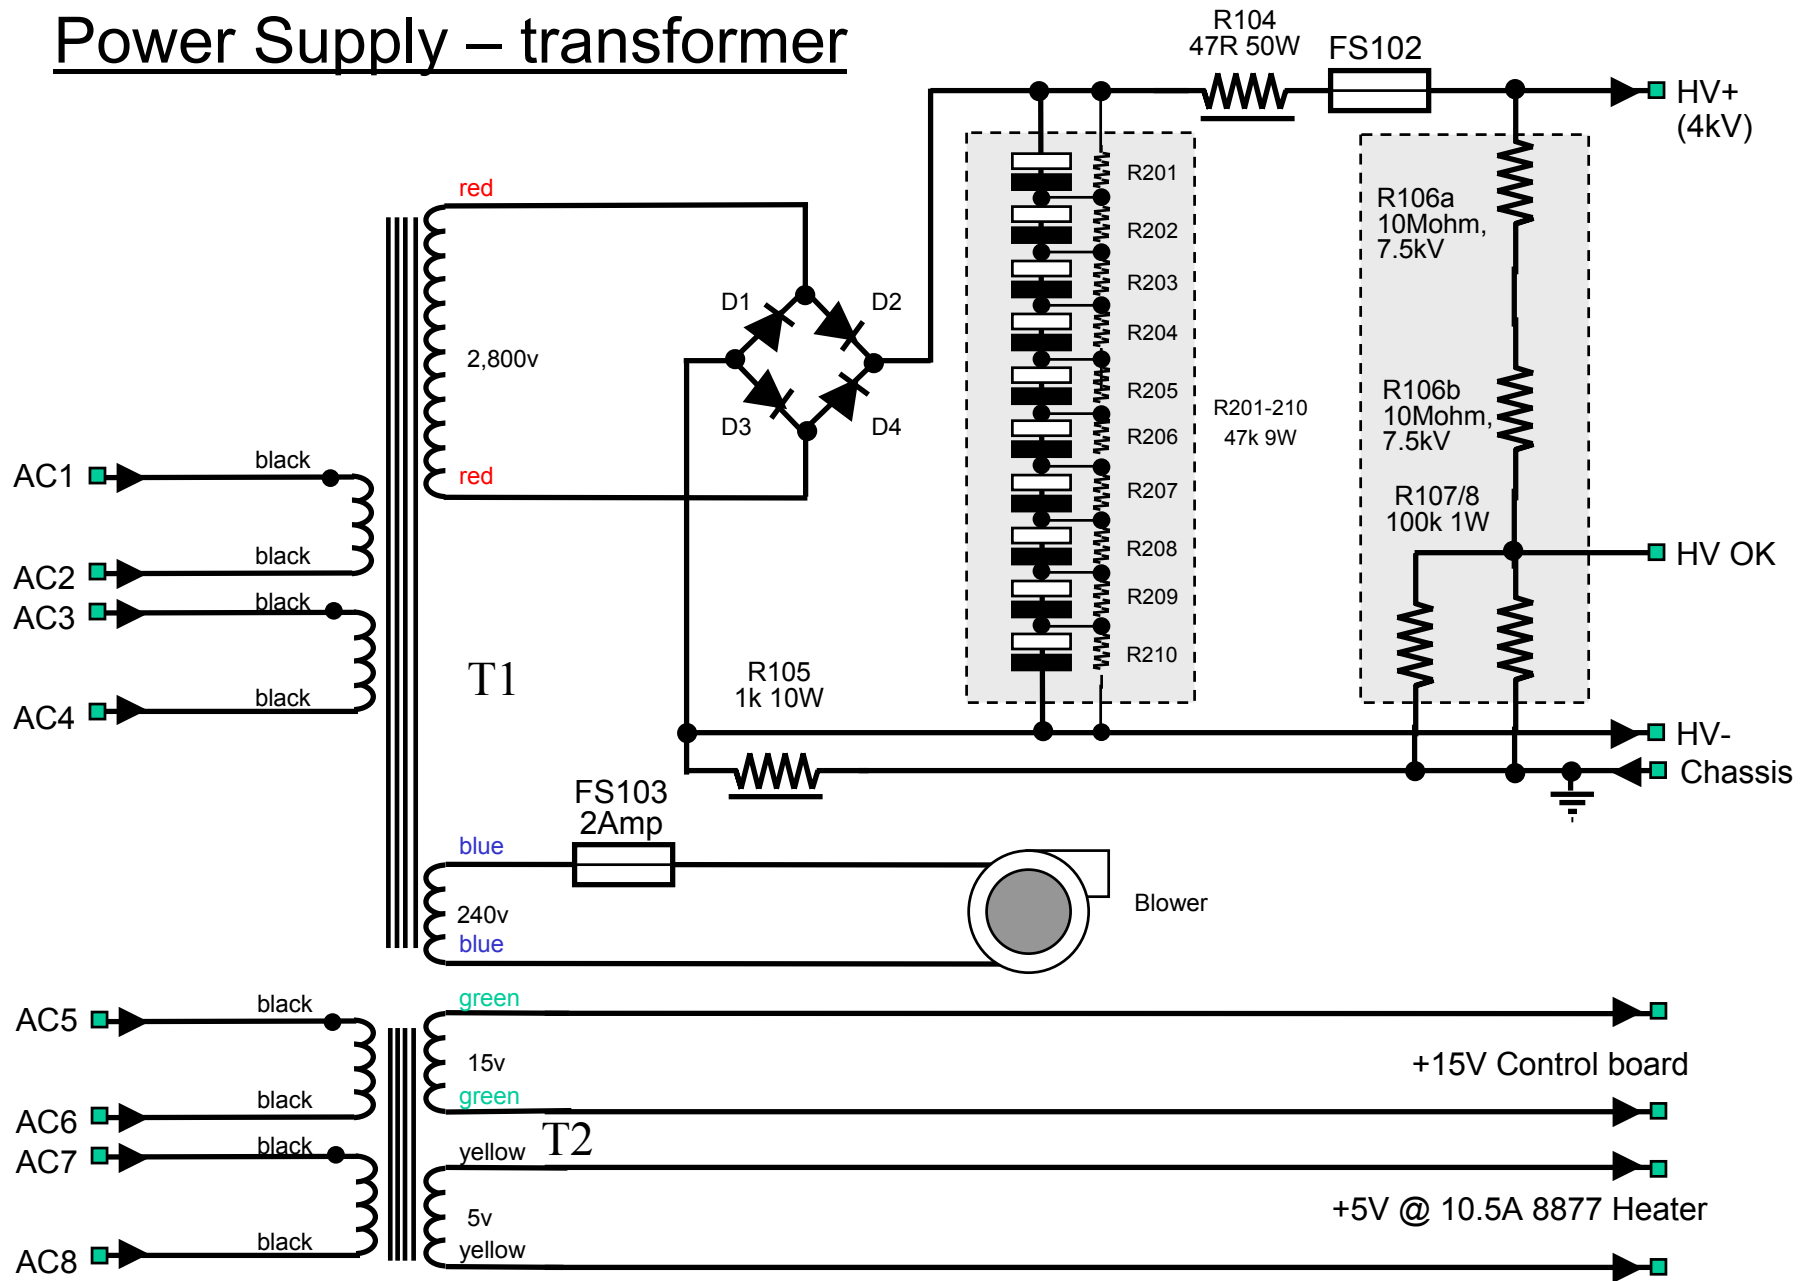 Power Supply – transformer
R104
47R 50W
FS102
HV+
(4kV)
red
R201
R202
R203
R204
R205
R206
R207
R208
R209
R210
R106a
10Mohm,
7.5kV
D1
D2
2,800v
D3
D4
R201-210
47k 9W
R106b
10Mohm,
7.5kV
red
AC1
black
R107/8
100k 1W
AC2
black
HV OK
AC3
black
T1
R105
1k 10W
AC4
black
HV-
Chassis
FS103
2Amp
blue
240v
blue
Blower
AC5
black
green
15v
+15V Control board
green
AC6
black
T2
AC7
black
yellow
5v
+5V @ 10.5A 8877 Heater
yellow
AC8
black